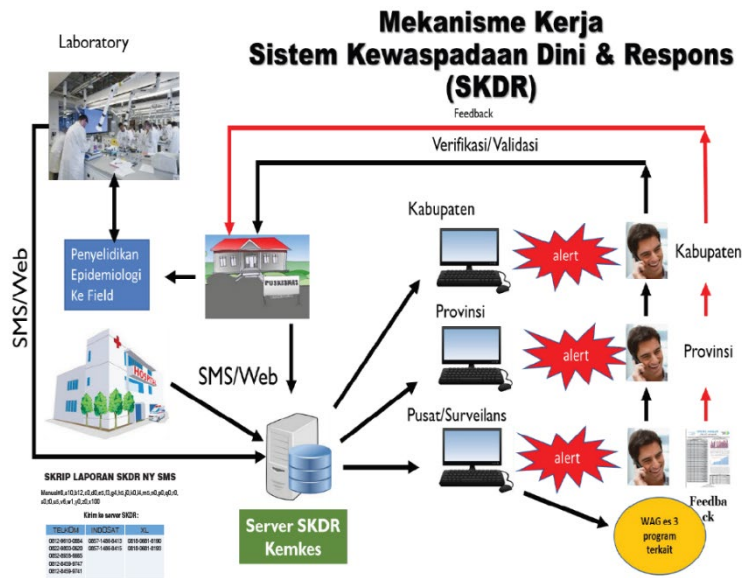 Mekanisme Kerja
Sistem Kewaspadaan Dini & Respons
(SKDR)
Laboratory
Feedback
Verifikasi/Validasi
Kabupaten
alert
Kabupaten
Penyelidikan
Epidemiologi
Ke Field
PUSKESMAS
SMS/Web
Provinsi
alert
Provinsi
HOSPITAL
SMS/Web
Pusat/Surveilans
alert
Feedba
ck
SKRIP LAPORAN SKDR NY SMS
Kirim ke server SKDR:
TELKOM INDOSAT XL
Server SKDR
Kemkes
WAG es 3
program
terkait